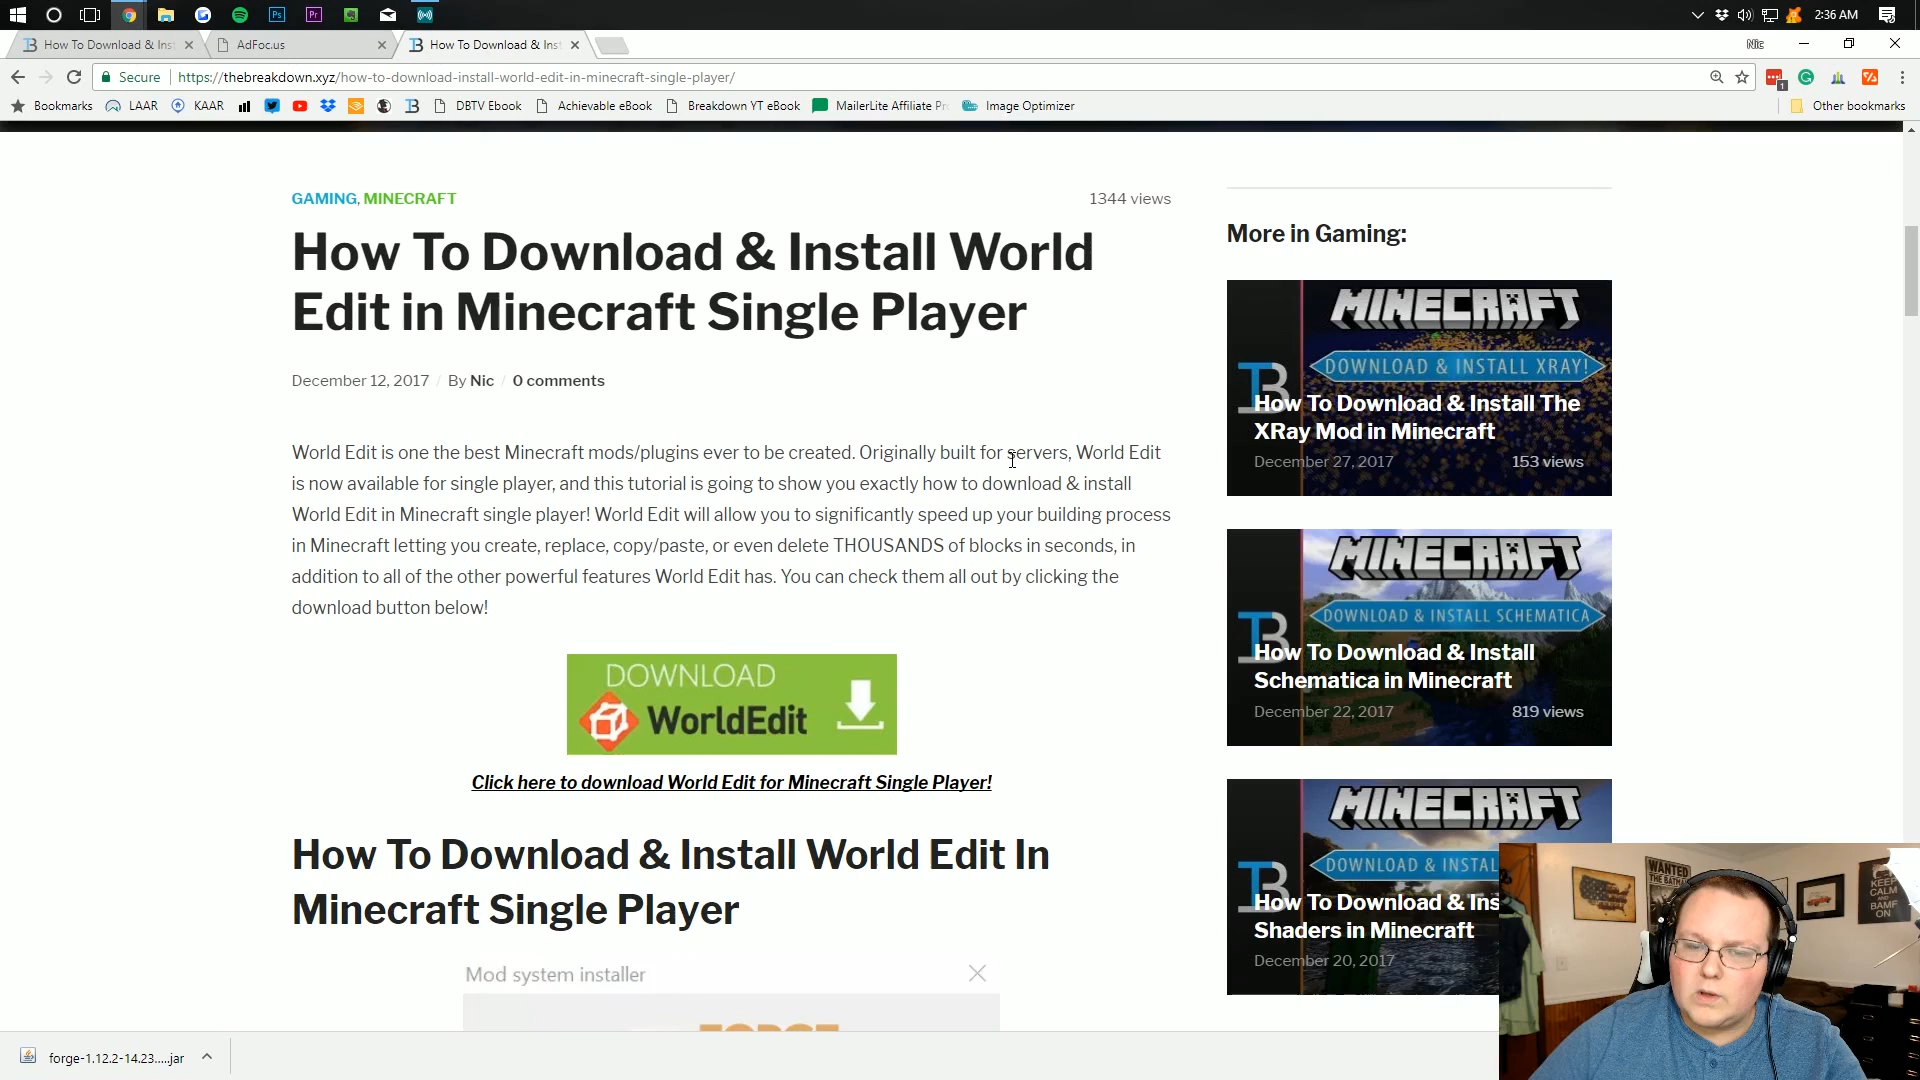 2:36 AM
How To Download & Inst
AdFoc.us
How To Download & Inst
Nic
Secure
https://thebreakdown.xyz/how-to-download-install-world-edit-in-minecraft-single-player/
1
Bookmarks
LAAR
KAAR
DBTV Ebook
Achievable eBook
Breakdown YT eBook
MailerLite Affiliate Pr
Image Optimizer
Other bookmarks
GAMING, MINECRAFT
1344 views
How To Download & Install World
Edit in Minecraft Single Player
December 12, 2017 / By Nic / 0 comments
World Edit is one the best Minecraft mods/plugins ever to be created. Originally built for servers, World Edit
is now available for single player, and this tutorial is going to show you exactly how to download & install
World Edit in Minecraft single player! World Edit will allow you to significantly speed up your building process
in Minecraft letting you create, replace, copy/paste, or even delete THOUSANDS of blocks in seconds, in
addition to all of the other powerful features World Edit has. You can check them all out by clicking the
download button below!
DOWNLOAD
WorldEdit
Click here to download World Edit for Minecraft Single Player!
How To Download & Install World Edit In
Minecraft Single Player
Mod system installer
FORGE
More in Gaming:
MINECRAFT
DOWNLOAD & INSTALL XRAY!
How To Download & Install The
XRay Mod in Minecraft
December 27, 2017
153 views
MINECRAFT
DOWNLOAD & INSTALL SCHEMATICA
How To Download & Install
Schematica in Minecraft
December 22, 2017
819 views
MINECRAFT
DOWNLOAD & INSTAL
How To Download & Ins
Shaders in Minecraft
December 20, 2017
WANTED
KEEP
CALM
AND
BAMF
ON
forge-1.12.2-14.23.....jar